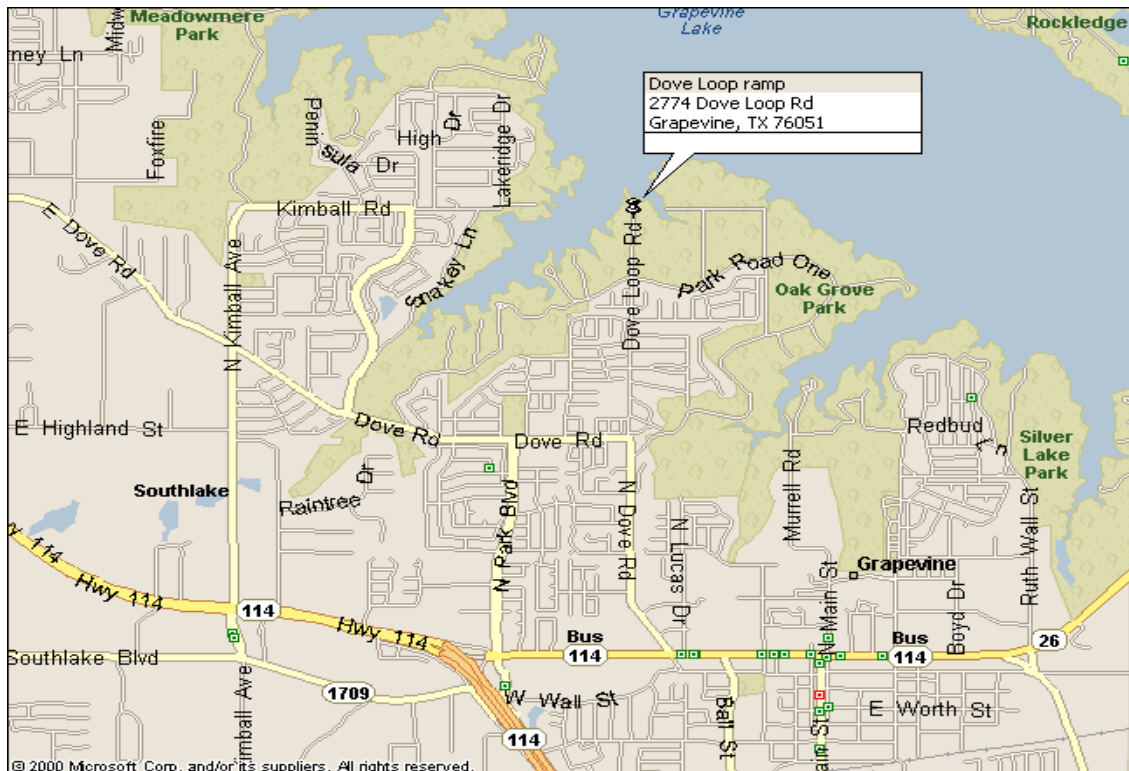 Meadowmere
Park
Grapevine
Lake
Rockledge
Midw
ney Ln
Dove Loop ramp
2774 Dove Loop Rd
Grapevine, TX 76051
Foxfire
Penin
sula Dr
High Dr
Lakeridge Dr
Kimball Rd
E Dove Rd
N Kimball Ave
Dove Loop Rd
Park Road One
Oak Grove
Park
E Highland St
Dove Rd
Dove Rd
Redbud Ln
Silver
Lake
Park
Southlake
Raintree Dr
N Park Blvd
N Dove Rd
N Lucas Dr
Murrell Rd
Ruth Wall St
Grapevine
N Main St
Boyd Dr
y 114
Hwy 114
114
Hwy 114
Bus
114
Bus
114
26
Southlake Blvd
1709
Kimball Ave
W Wall St
114
Ball St
ain St
E Worth St
© 2000 Microsoft Corp. and/or its suppliers. All rights reserved.